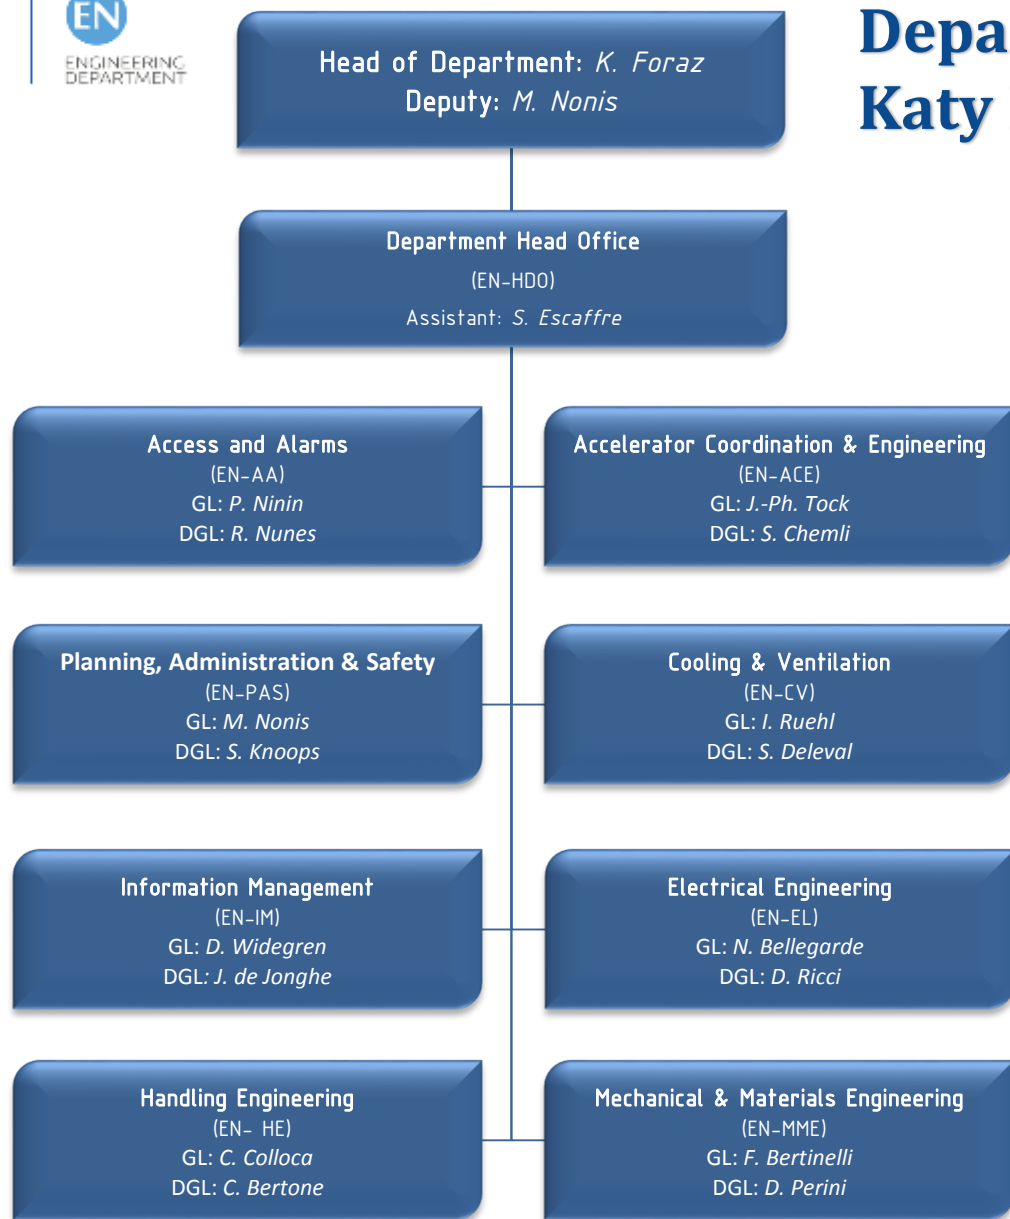 EN
ENGINEERING
DEPARTMENT
Depa
Katy
Head of Department: K. Foraz
Deputy: M. Nonis
Department Head Office
(EN-HDO)
Assistant: S. Escaffre
Access and Alarms
(EN-AA)
GL: P. Ninin
DGL: R. Nunes
Accelerator Coordination & Engineering
(EN-ACE)
GL: J.-Ph. Tock
DGL: S. Chemli
Planning, Administration & Safety
(EN-PAS)
GL: M. Nonis
DGL: S. Knoops
Cooling & Ventilation
(EN-CV)
GL: I. Ruehl
DGL: S. Deleval
Information Management
(EN-IM)
GL: D. Widegren
DGL: J. de Jonghe
Electrical Engineering
(EN-EL)
GL: N. Bellegarde
DGL: D. Ricci
Handling Engineering
(EN- HE)
GL: C. Colloca
DGL: C. Bertone
Mechanical & Materials Engineering
(EN-MME)
GL: F. Bertinelli
DGL: D. Perini